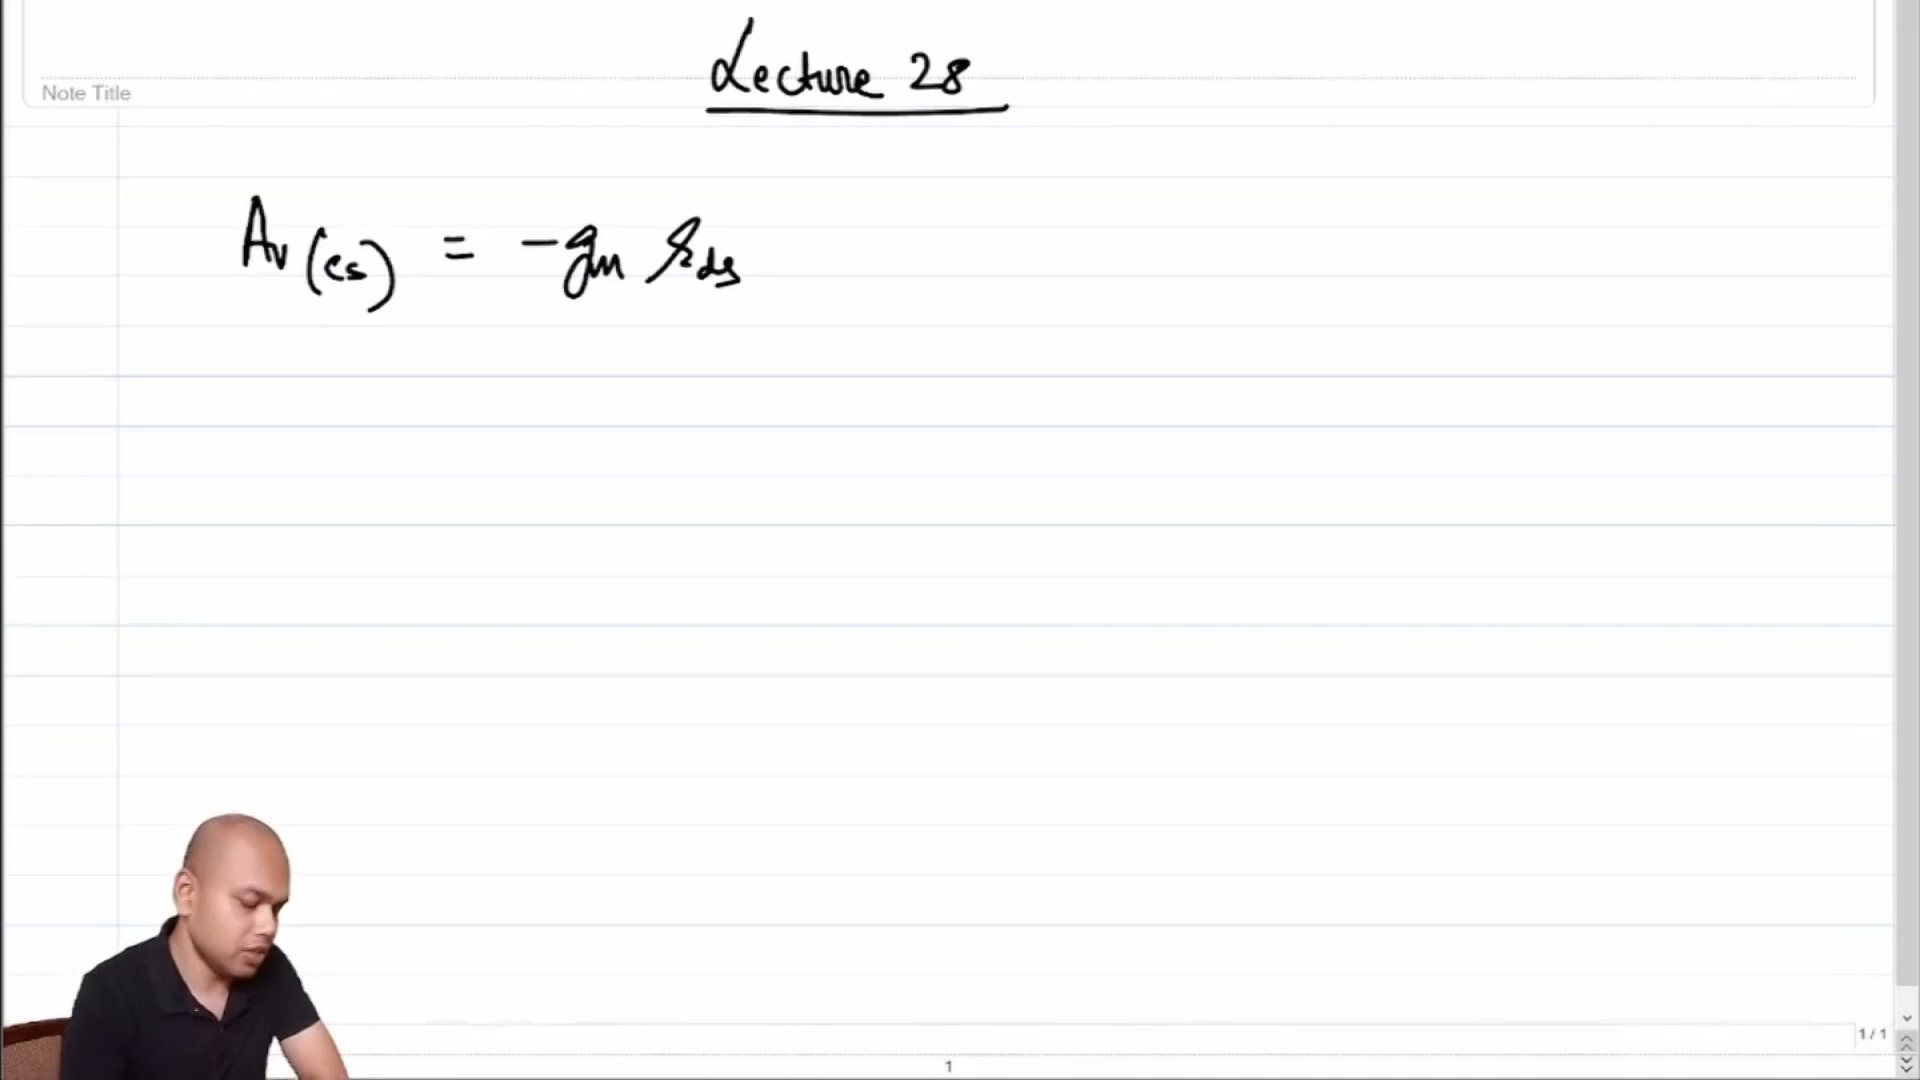 Lecture 28
Note Title
Av(cs) = -gm rds
1 / 1
1